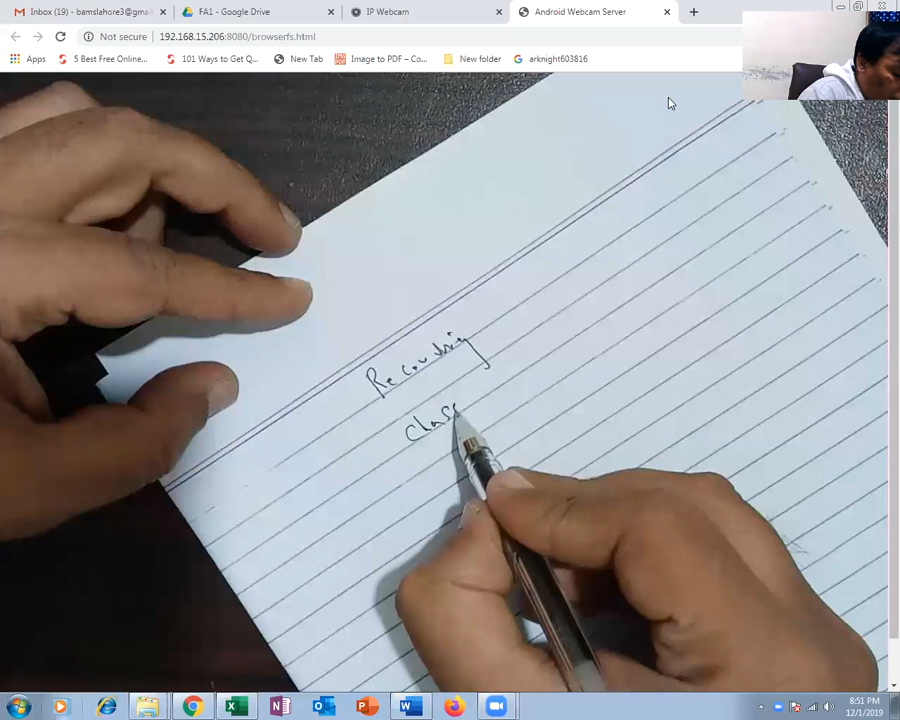 Inbox (19) - bamslahore3@gmai
FA1 - Google Drive
IP Webcam
Android Webcam Server
Not secure
192.168.15.206:8080/browserfs.html
Apps
5 Best Free Online...
101 Ways to Get Q...
New Tab
Image to PDF – Co...
New folder
arknight603816
Recording
Class
8:51 PM
12/1/2019